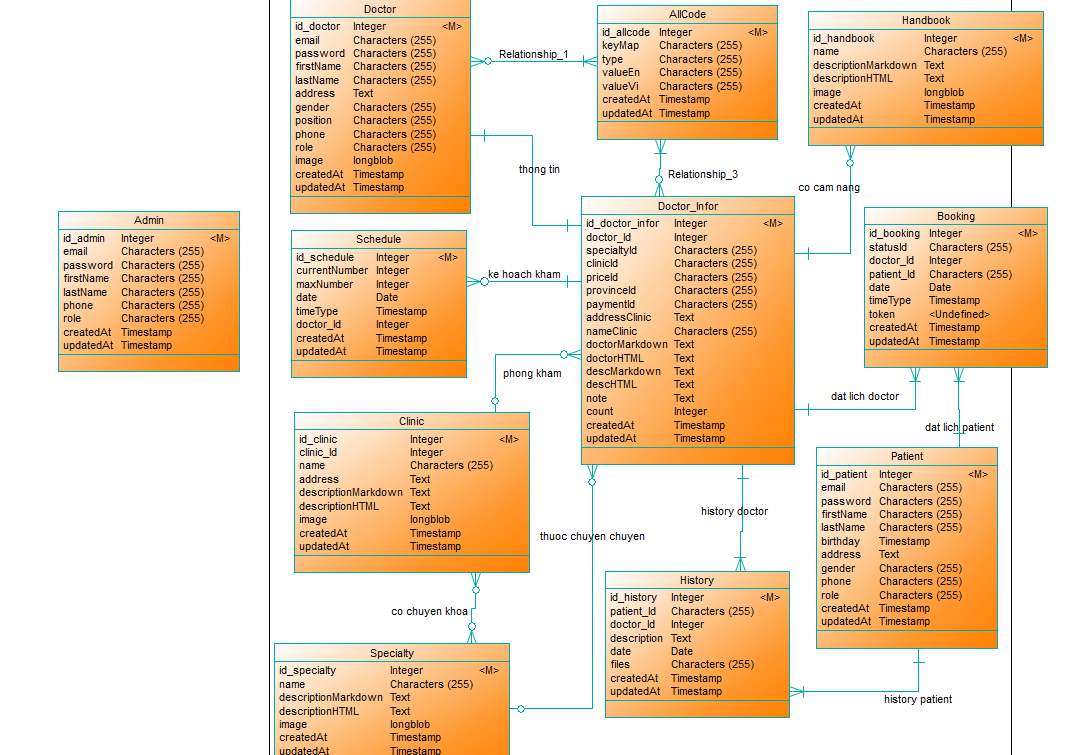 Doctor
id_doctor Integer <M>
email Characters (255)
password Characters (255)
firstName Characters (255)
lastName Characters (255)
address Text
gender Characters (255)
position Characters (255)
phone Characters (255)
role Characters (255)
image longblob
createdAt Timestamp
updatedAt Timestamp
Relationship_1
AllCode
id_allcode Integer <M>
keyMap Characters (255)
type Characters (255)
valueEn Characters (255)
valueVi Characters (255)
createdAt Timestamp
updatedAt Timestamp
Handbook
id_handbook Integer <M>
name Characters (255)
descriptionMarkdown Text
descriptionHTML Text
image longblob
createdAt Timestamp
updatedAt Timestamp
thong tin
Relationship_3
co cam nang
Admin
id_admin Integer <M>
email Characters (255)
password Characters (255)
firstName Characters (255)
lastName Characters (255)
phone Characters (255)
role Characters (255)
createdAt Timestamp
updatedAt Timestamp
Schedule
id_schedule Integer <M>
currentNumber Integer
maxNumber Integer
date Date
timeType Timestamp
doctor_Id Integer
createdAt Timestamp
updatedAt Timestamp
ke hoach kham
Doctor_Infor
id_doctor_infor Integer <M>
doctor_Id Integer
specialtyId Characters (255)
clinicId Characters (255)
priceId Characters (255)
provinceId Characters (255)
paymentId Characters (255)
addressClinic Text
nameClinic Characters (255)
doctorMarkdown Text
doctorHTML Text
descMarkdown Text
descHTML Text
note Text
count Integer
createdAt Timestamp
updatedAt Timestamp
Booking
id_booking Integer <M>
statusId Characters (255)
doctor_Id Integer
patient_Id Characters (255)
date Date
timeType Timestamp
token <Undefined>
createdAt Timestamp
updatedAt Timestamp
phong kham
dat lich doctor
dat lich patient
Clinic
id_clinic Integer <M>
clinic_Id Integer
name Characters (255)
address Text
descriptionMarkdown Text
descriptionHTML Text
image longblob
createdAt Timestamp
updatedAt Timestamp
thuoc chuyen chuyen
history doctor
Patient
id_patient Integer <M>
email Characters (255)
password Characters (255)
firstName Characters (255)
lastName Characters (255)
birthday Timestamp
address Text
gender Characters (255)
phone Characters (255)
role Characters (255)
createdAt Timestamp
updatedAt Timestamp
co chuyen khoa
History
id_history Integer <M>
patient_Id Characters (255)
doctor_Id Integer
description Text
date Date
files Characters (255)
createdAt Timestamp
updatedAt Timestamp
history patient
Specialty
id_specialty Integer <M>
name Characters (255)
descriptionMarkdown Text
descriptionHTML Text
image longblob
createdAt Timestamp
updatedAt Timestamp